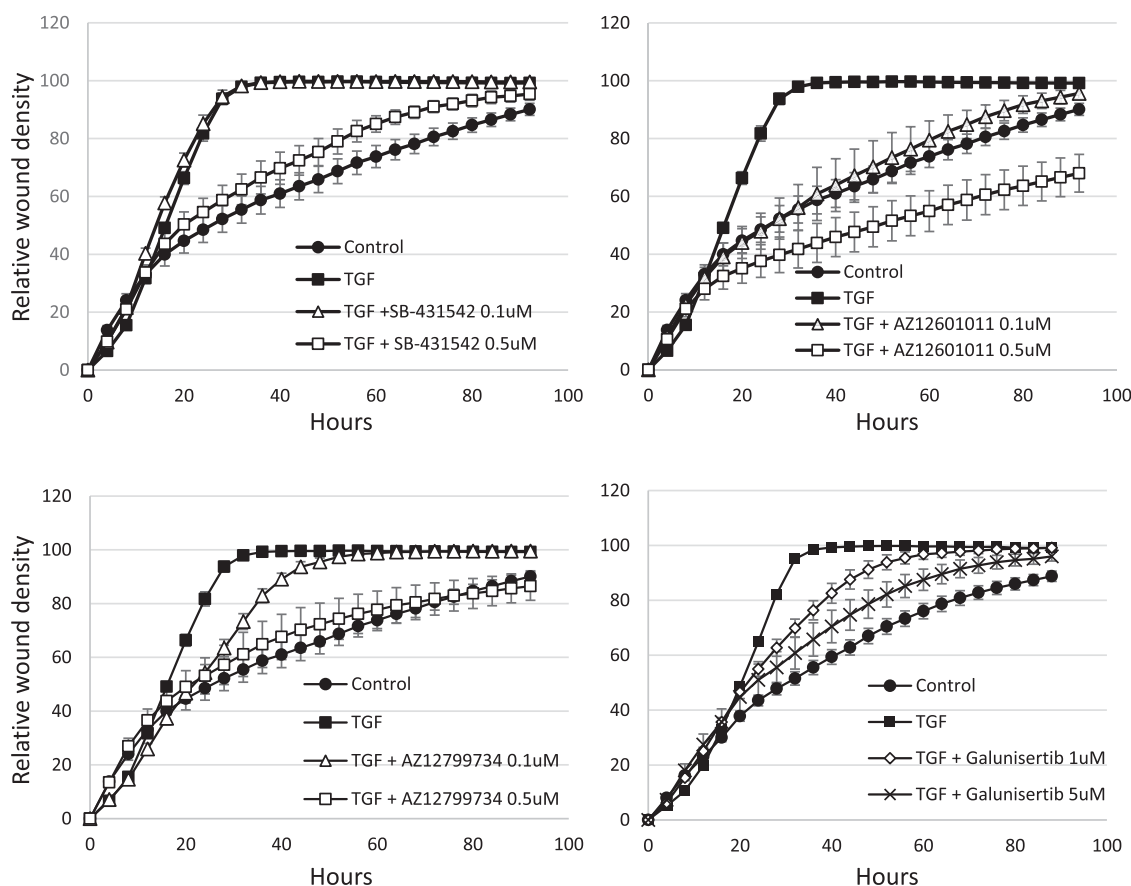 Relative wound density
120
100
80
60
40
20
0
Control
TGF
TGF +SB-431542 0.1uM
TGF + SB-431542 0.5uM
0 20 40 60 80 100
Hours
120
100
80
60
40
20
0
Control
TGF
TGF + AZ12601011 0.1uM
TGF + AZ12601011 0.5uM
0 20 40 60 80 100
Hours
Relative wound density
120
100
80
60
40
20
0
Control
TGF
TGF + AZ12799734 0.1uM
TGF + AZ12799734 0.5uM
0 20 40 60 80 100
Hours
120
100
80
60
40
20
0
Control
TGF
TGF + Galunisertib 1uM
TGF + Galunisertib 5uM
0 20 40 60 80 100
Hours